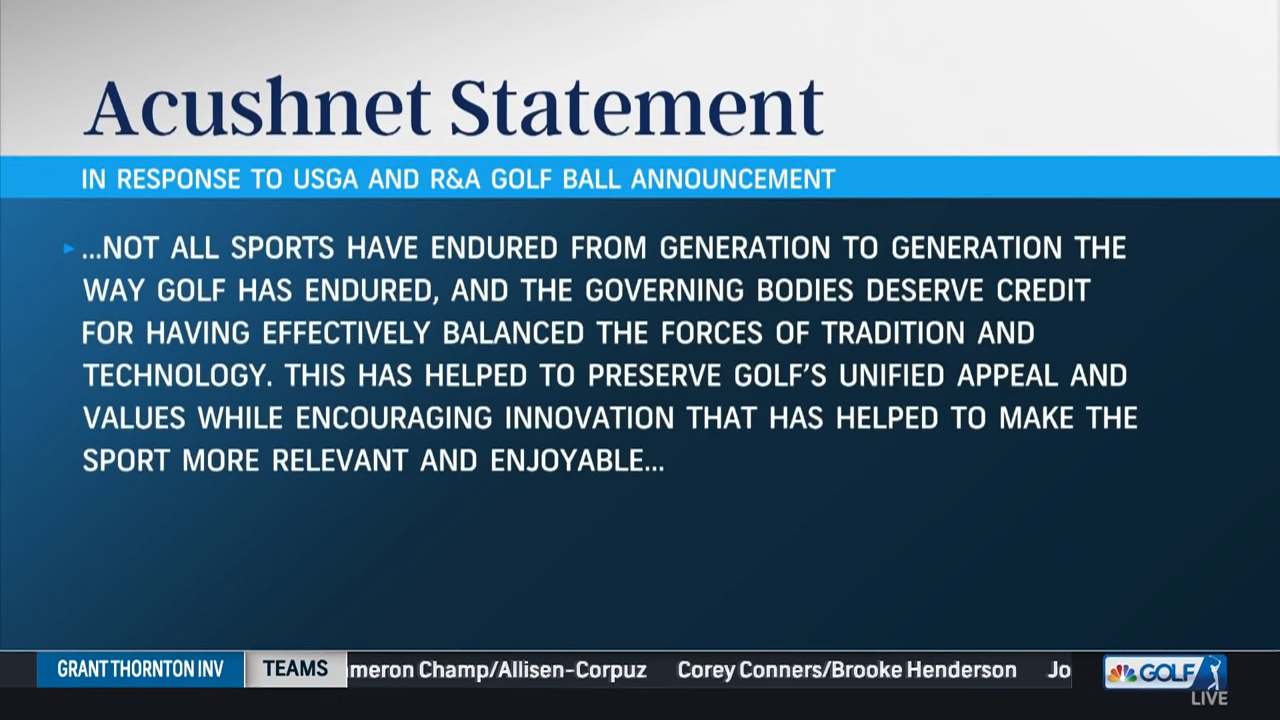 Acushnet Statement
IN RESPONSE TO USGA AND R&A GOLF BALL ANNOUNCEMENT
...NOT ALL SPORTS HAVE ENDURED FROM GENERATION TO GENERATION THE
WAY GOLF HAS ENDURED, AND THE GOVERNING BODIES DESERVE CREDIT
FOR HAVING EFFECTIVELY BALANCED THE FORCES OF TRADITION AND
TECHNOLOGY. THIS HAS HELPED TO PRESERVE GOLF'S UNIFIED APPEAL AND
VALUES WHILE ENCOURAGING INNOVATION THAT HAS HELPED TO MAKE THE
SPORT MORE RELEVANT AND ENJOYABLE...
GRANT THORNTON INV TEAMS meron Champ/Allisen-Corpuz Corey Conners/Brooke Henderson Jo GOLF
LIVE